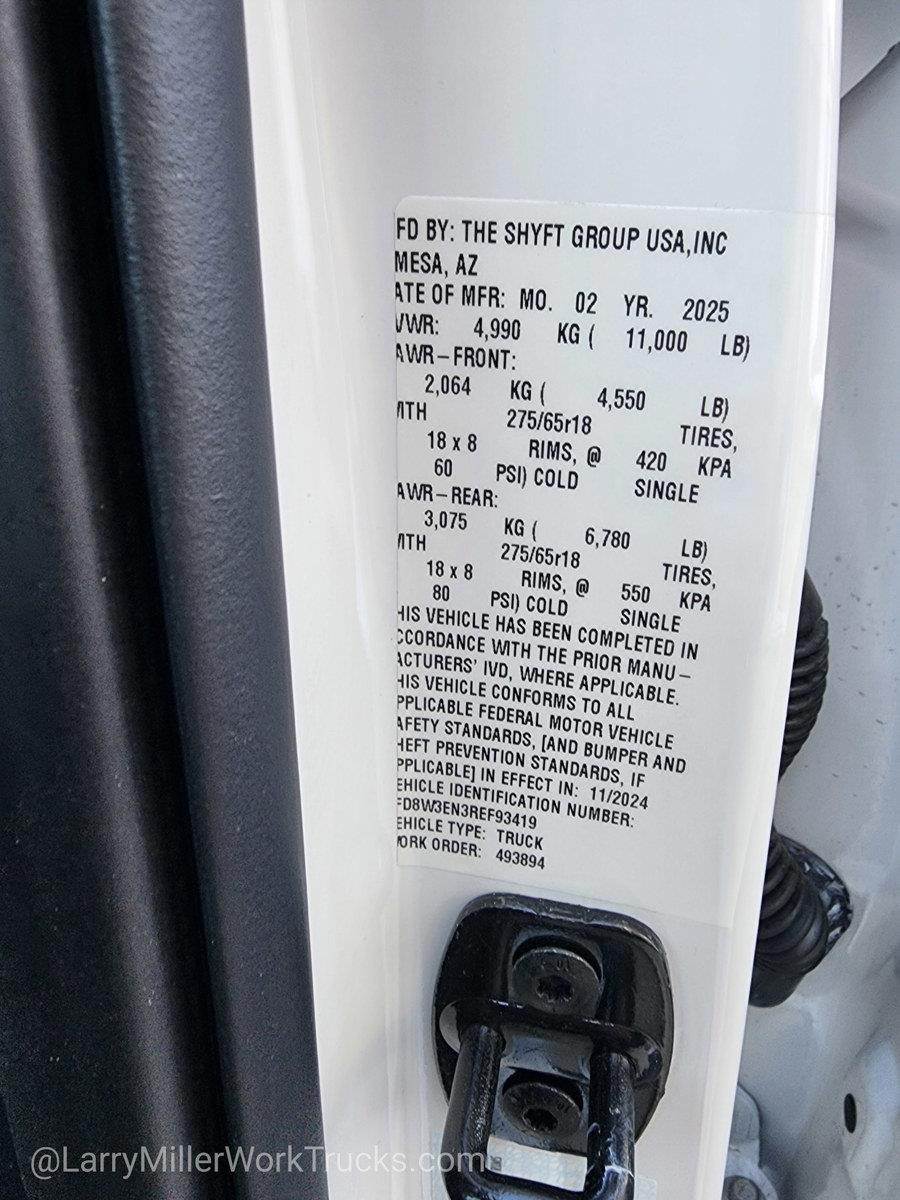 FD BY: THE SHYFT GROUP USA,INC
MESA, AZ
ATE OF MFR: MO. 02 YR. 2025
VWR: 4,990 KG ( 11,000 LB)
AWR-FRONT:
2,064 KG ( 4,550 LB)
ITH 275/65r18 TIRES,
18 x 8 RIMS, @ 420 KPA
60 PSI) COLD SINGLE
AWR-REAR:
3,075 KG ( 6,780 LB)
ITH 275/65r18 TIRES,
18 x 8 RIMS, @ 550 KPA
80 PSI) COLD SINGLE
HIS VEHICLE HAS BEEN COMPLETED IN
CCORDANCE WITH THE PRIOR MANU-
ACTURERS' IVD, WHERE APPLICABLE.
HIS VEHICLE CONFORMS TO ALL
PPLICABLE FEDERAL MOTOR VEHICLE
AFETY STANDARDS, [AND BUMPER AND
HEFT PREVENTION STANDARDS, IF
PPLICABLE] IN EFFECT IN: 11/2024
EHICLE IDENTIFICATION NUMBER:
FD8W3EN3REF93419
EHICLE TYPE: TRUCK
ORK ORDER: 493894
@LarryMillerWorkTrucks.com